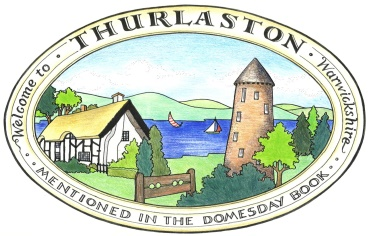 Welcome to · THURLASTON · Warwickshire
· · · MENTIONED IN THE DOMESDAY BOOK · · ·